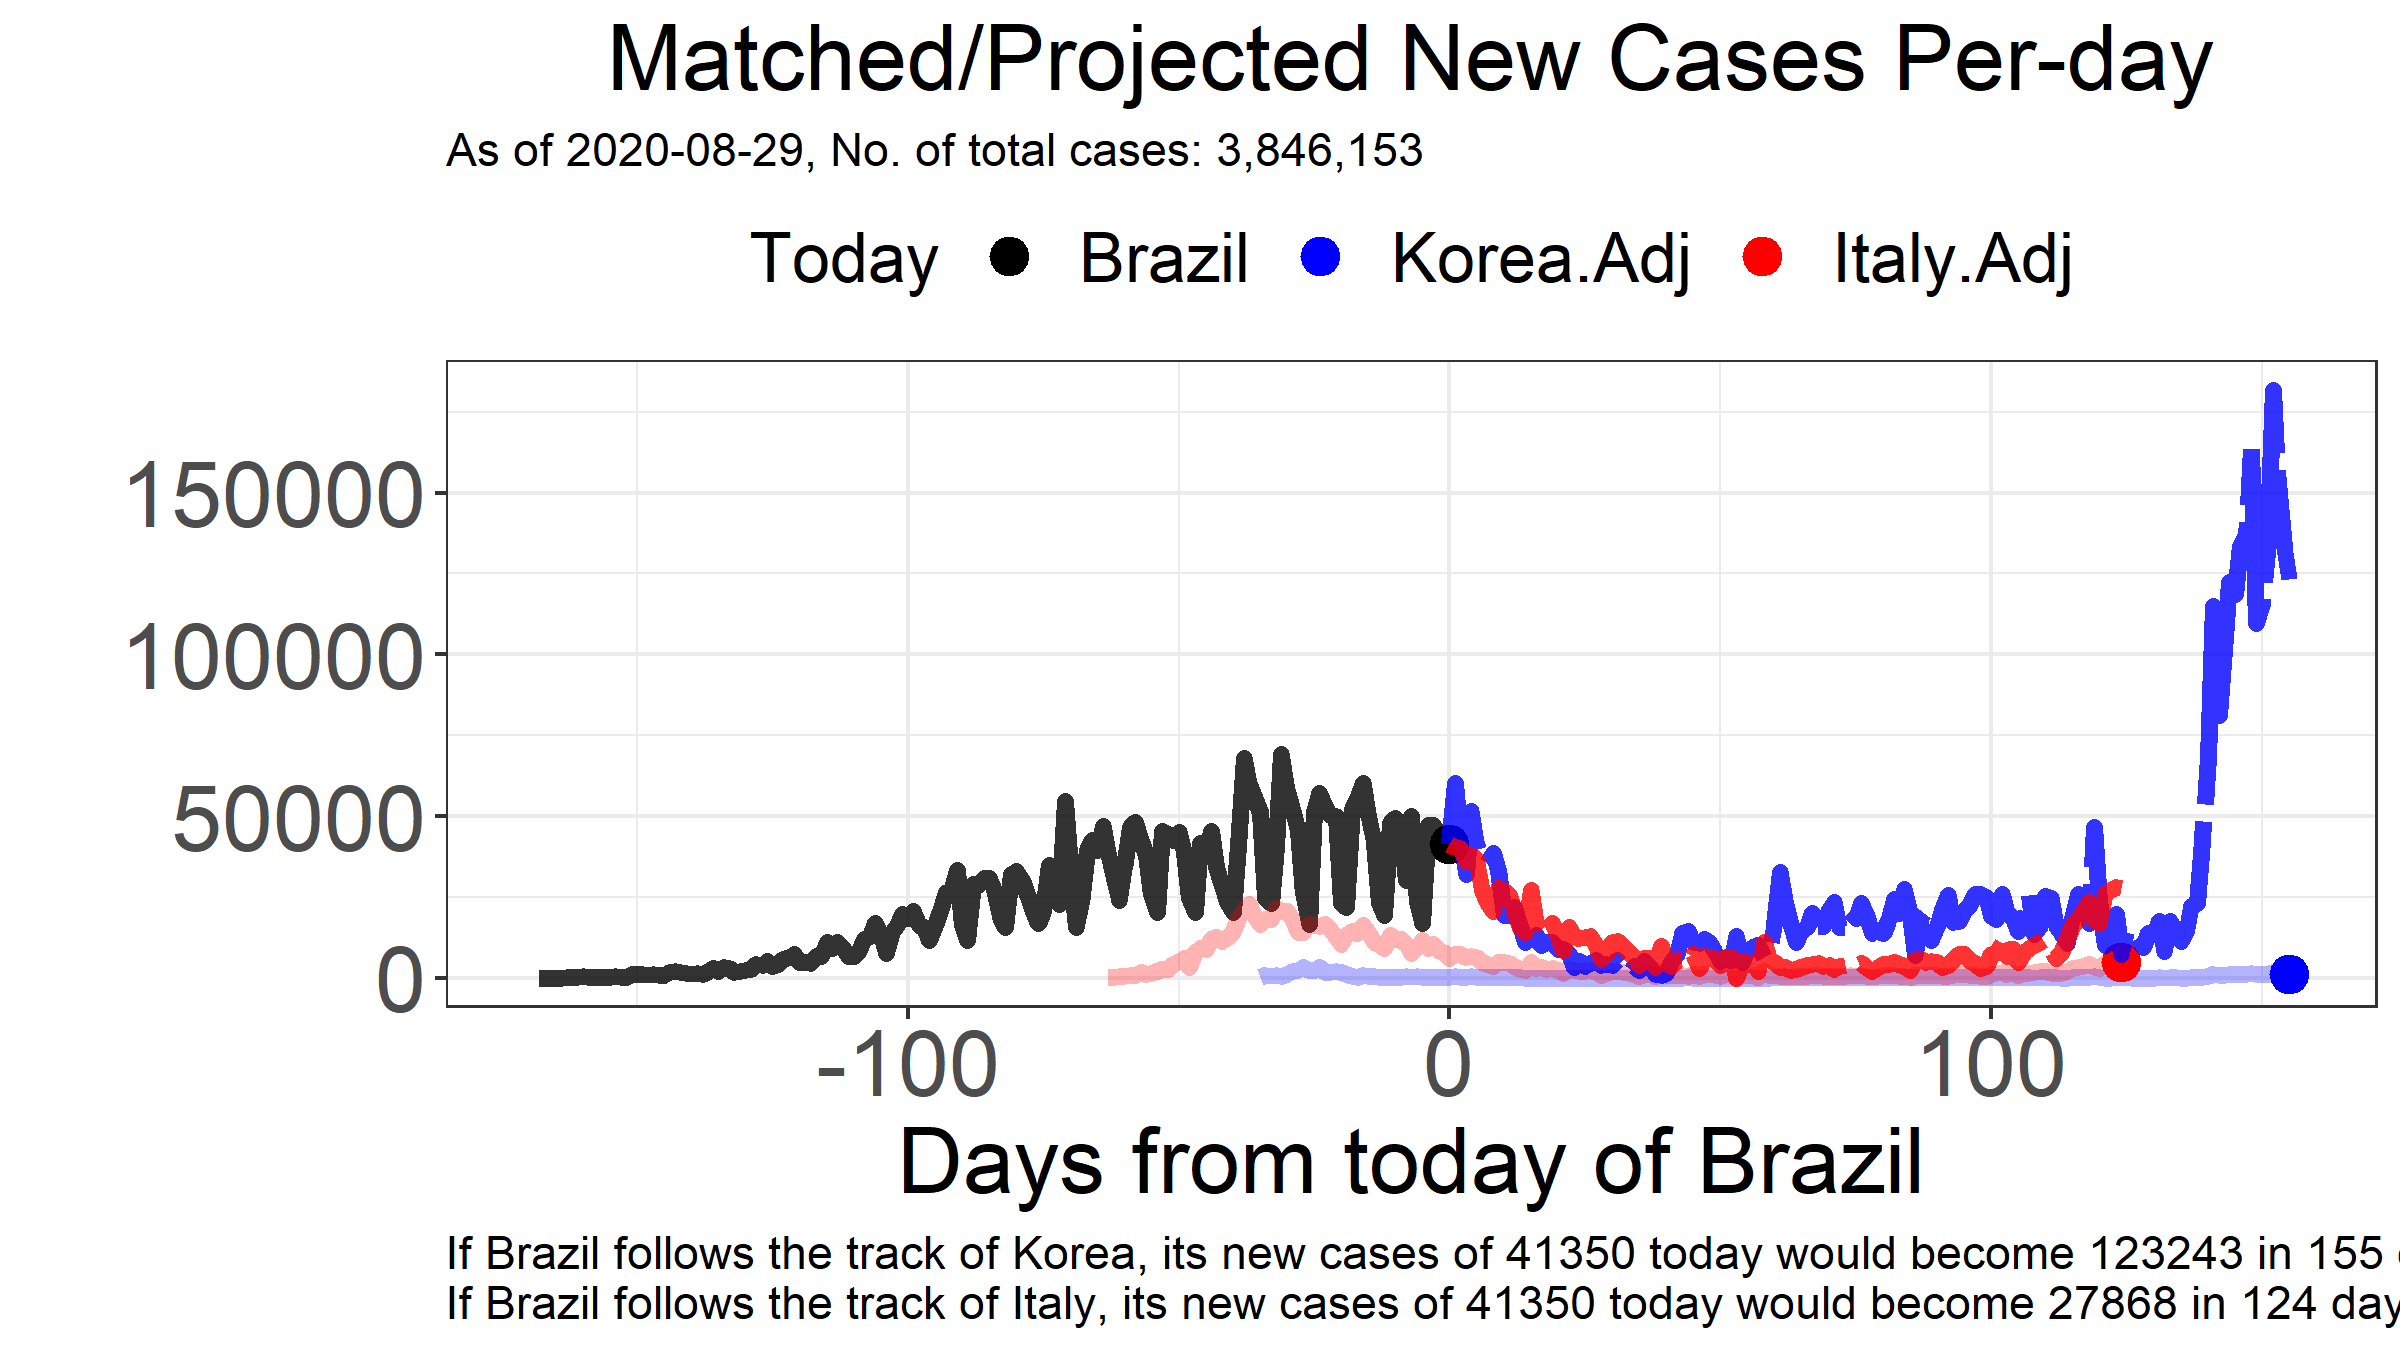 Matched/Projected New Cases Per-day
As of 2020-08-29, No. of total cases: 3,846,153
Today Brazil Korea.Adj Italy.Adj
150000
100000
50000
0
-100 0 100
Days from today of Brazil
If Brazil follows the track of Korea, its new cases of 41350 today would become 123243 in 155
If Brazil follows the track of Italy, its new cases of 41350 today would become 27868 in 124 day